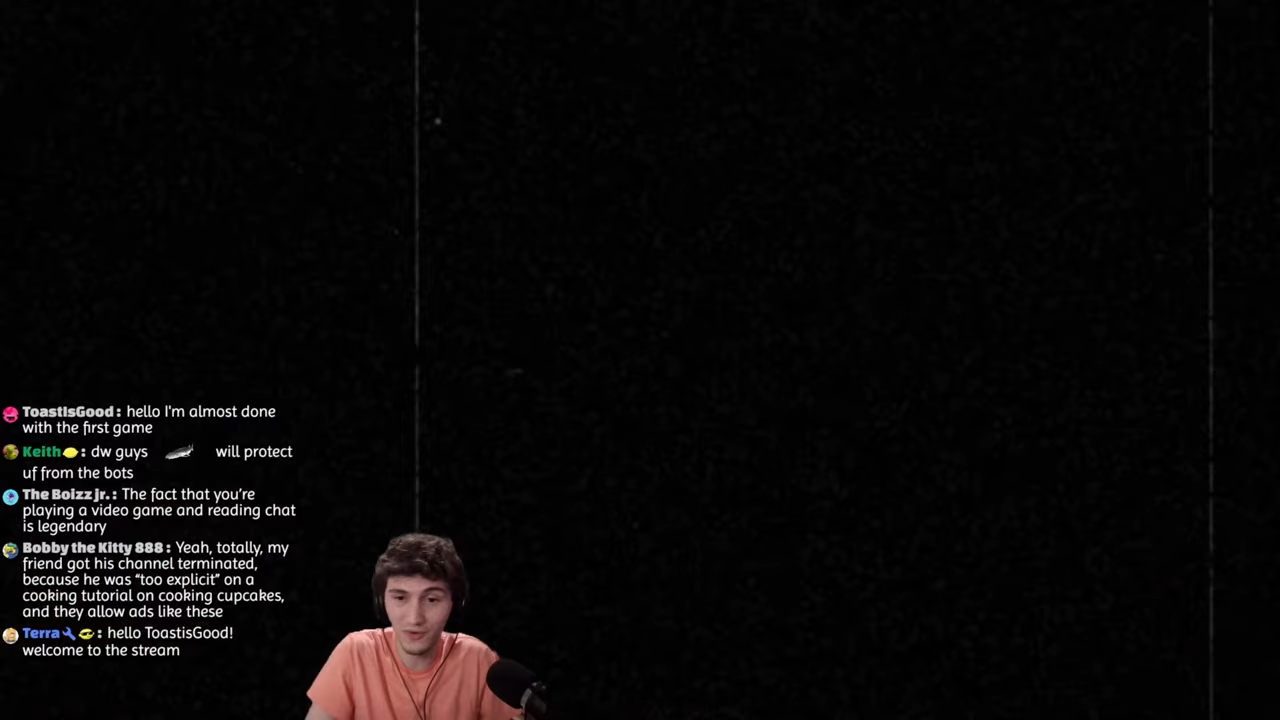 ToastIsGood : hello I'm almost done
with the first game
Keith : dw guys will protect
uf from the bots
The Boizz jr. : The fact that you're
playing a video game and reading chat
is legendary
Bobby the Kitty 888 : Yeah, totally, my
friend got his channel terminated,
because he was “too explicit” on a
cooking tutorial on cooking cupcakes,
and they allow ads like these
Terra : hello ToastisGood!
welcome to the stream